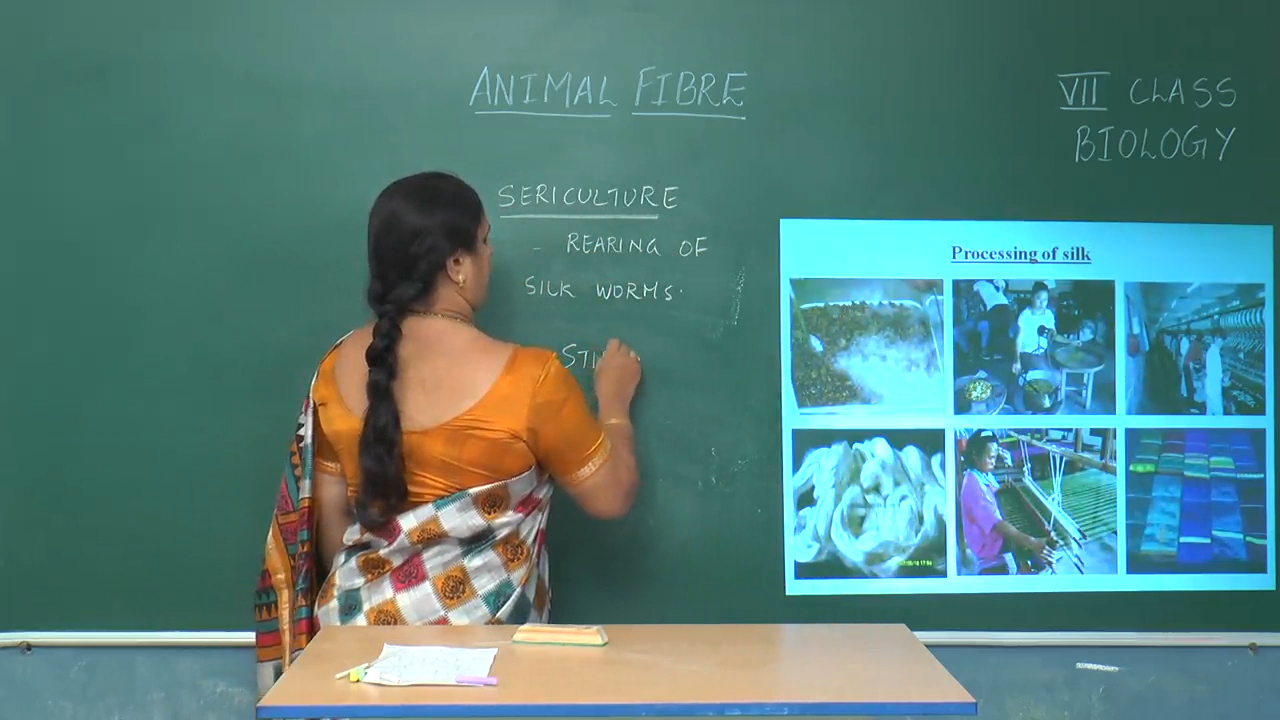 ANIMAL FIBRE
VII CLASS
BIOLOGY
SERICULTURE
- REARING OF
SILK WORMS.
Processing of silk